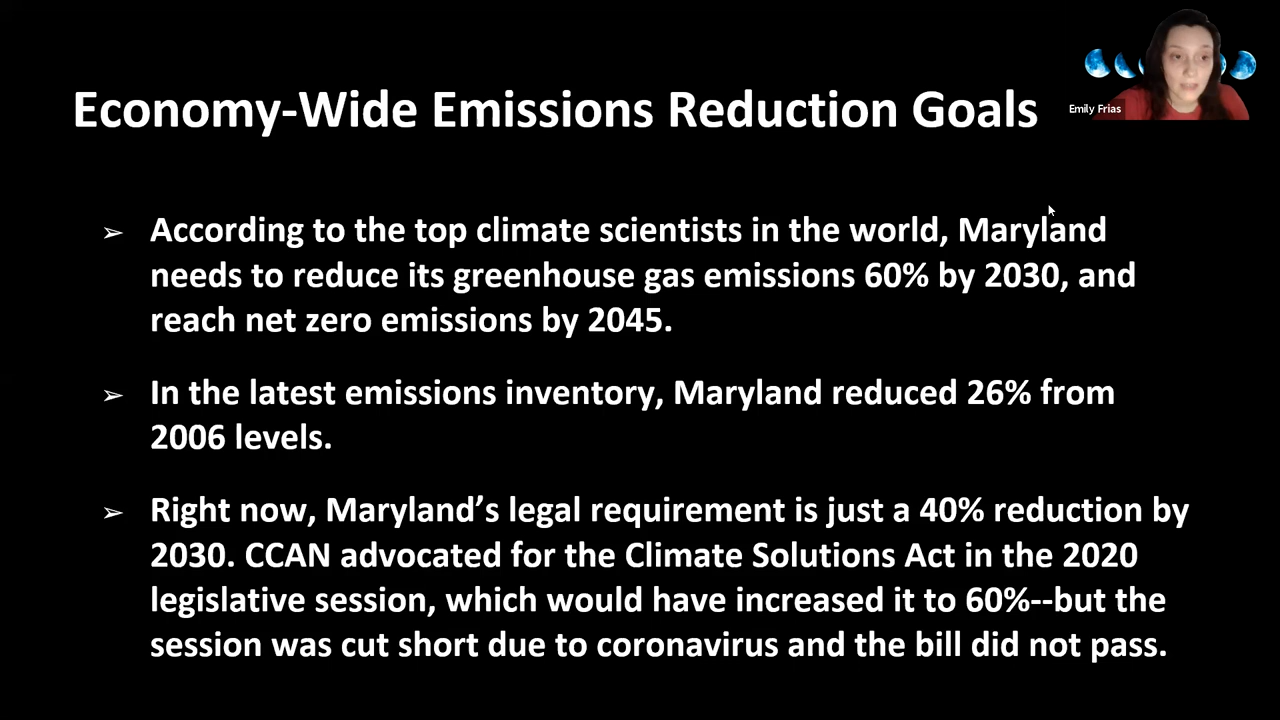 Economy-Wide Emissions Reduction Goals
Emily Frias
➢ According to the top climate scientists in the world, Maryland
needs to reduce its greenhouse gas emissions 60% by 2030, and
reach net zero emissions by 2045.
➢ In the latest emissions inventory, Maryland reduced 26% from
2006 levels.
➢ Right now, Maryland’s legal requirement is just a 40% reduction by
2030. CCAN advocated for the Climate Solutions Act in the 2020
legislative session, which would have increased it to 60%--but the
session was cut short due to coronavirus and the bill did not pass.